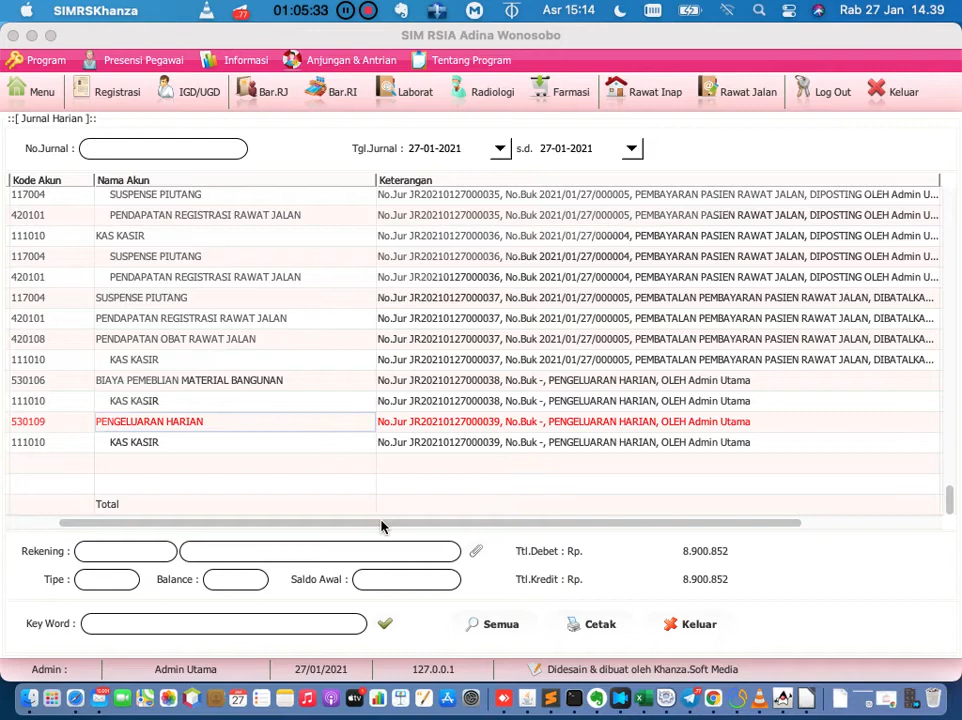 SIMRSKhanza 77 01:05:33 Asr 15:14 Rab 27 Jan 14.39
SIM RSIA Adina Wonosobo
Program Presensi Pegawai Informasi Anjungan & Antrian Tentang Program
Menu Registrasi IGD/UGD Bar.RJ Bar.RI Laborat Radiologi Farmasi Rawat Inap Rawat Jalan Log Out Keluar
::[ Jurnal Harian ]::
No.Jurnal : Tgl.Jurnal : 27-01-2021 s.d. 27-01-2021
Kode Akun Nama Akun Keterangan
117004 SUSPENSE PIUTANG No.Jur JR20210127000035, No.Buk 2021/01/27/000005, PEMBAYARAN PASIEN RAWAT JALAN, DIPOSTING OLEH Admin U...
420101 PENDAPATAN REGISTRASI RAWAT JALAN No.Jur JR20210127000035, No.Buk 2021/01/27/000005, PEMBAYARAN PASIEN RAWAT JALAN, DIPOSTING OLEH Admin U...
111010 KAS KASIR No.Jur JR20210127000036, No.Buk 2021/01/27/000004, PEMBAYARAN PASIEN RAWAT JALAN, DIPOSTING OLEH Admin U...
117004 SUSPENSE PIUTANG No.Jur JR20210127000036, No.Buk 2021/01/27/000004, PEMBAYARAN PASIEN RAWAT JALAN, DIPOSTING OLEH Admin U...
420101 PENDAPATAN REGISTRASI RAWAT JALAN No.Jur JR20210127000036, No.Buk 2021/01/27/000004, PEMBAYARAN PASIEN RAWAT JALAN, DIPOSTING OLEH Admin U...
117004 SUSPENSE PIUTANG No.Jur JR20210127000037, No.Buk 2021/01/27/000005, PEMBATALAN PEMBAYARAN PASIEN RAWAT JALAN, DIBATALKA...
420101 PENDAPATAN REGISTRASI RAWAT JALAN No.Jur JR20210127000037, No.Buk 2021/01/27/000005, PEMBATALAN PEMBAYARAN PASIEN RAWAT JALAN, DIBATALKA...
420108 PENDAPATAN OBAT RAWAT JALAN No.Jur JR20210127000037, No.Buk 2021/01/27/000005, PEMBATALAN PEMBAYARAN PASIEN RAWAT JALAN, DIBATALKA...
111010 KAS KASIR No.Jur JR20210127000037, No.Buk 2021/01/27/000005, PEMBATALAN PEMBAYARAN PASIEN RAWAT JALAN, DIBATALKA...
530106 BIAYA PEMEBLIAN MATERIAL BANGUNAN No.Jur JR20210127000038, No.Buk -, PENGELUARAN HARIAN, OLEH Admin Utama
111010 KAS KASIR No.Jur JR20210127000038, No.Buk -, PENGELUARAN HARIAN, OLEH Admin Utama
530109 PENGELUARAN HARIAN No.Jur JR20210127000039, No.Buk -, PENGELUARAN HARIAN, OLEH Admin Utama
111010 KAS KASIR No.Jur JR20210127000039, No.Buk -, PENGELUARAN HARIAN, OLEH Admin Utama
Total
Rekening : Ttl.Debet : Rp. 8.900.852
Tipe : Balance : Saldo Awal : Ttl.Kredit : Rp. 8.900.852
Key Word : Semua Cetak Keluar
Admin : Admin Utama 27/01/2021 127.0.0.1 Didesain & dibuat oleh Khanza.Soft Media